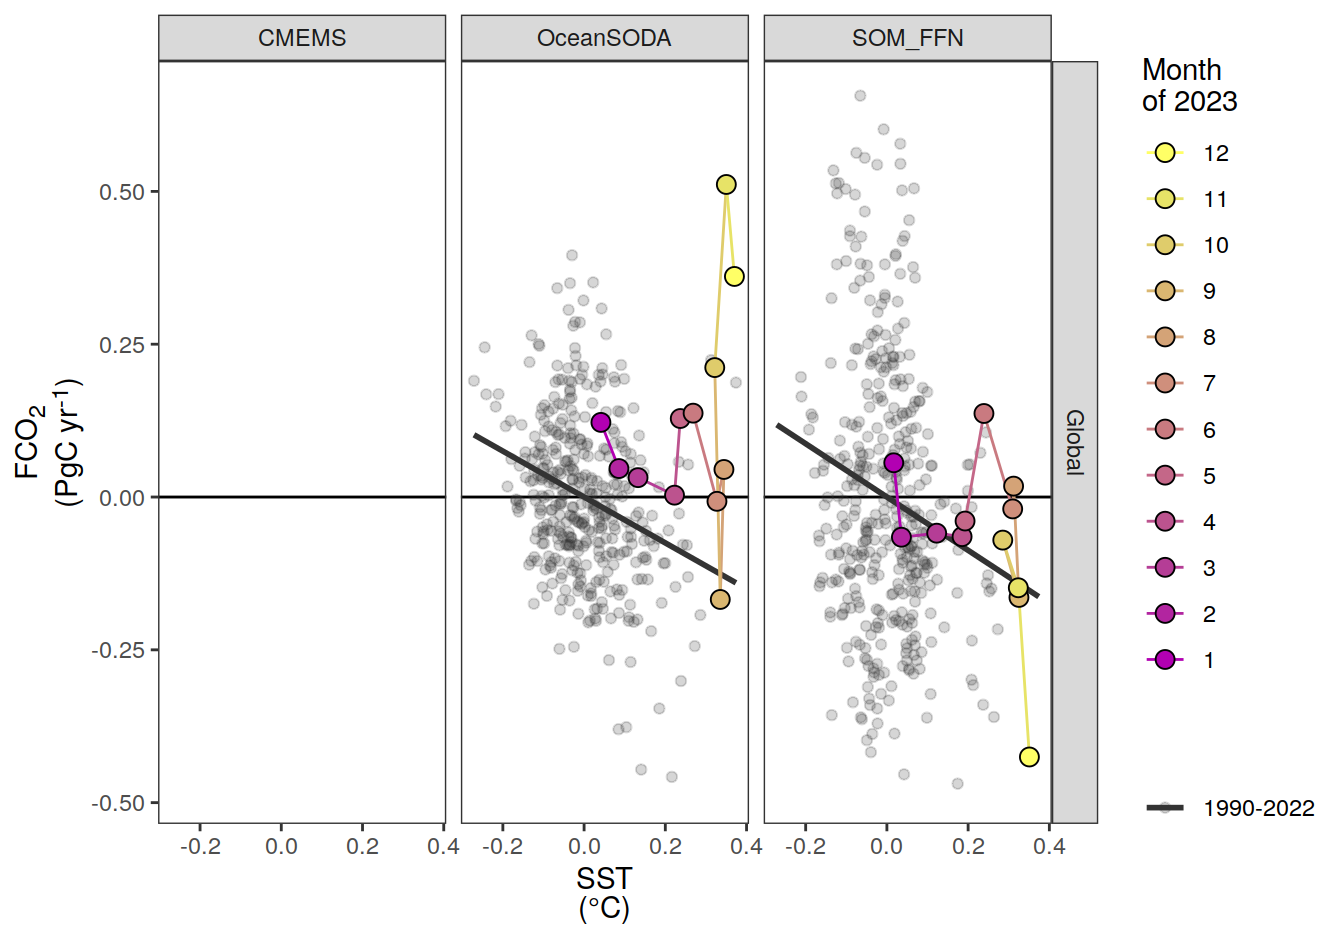 CMEMS OceanSODA SOM_FFN
Month
of 2023
12
11
10
9
8
7
6
5
4
3
2
1
1990-2022
Global
FCO2
(PgC yr-1)
0.50
0.25
0.00
-0.25
-0.50
-0.2 0.0 0.2 0.4 -0.2 0.0 0.2 0.4 -0.2 0.0 0.2 0.4
SST
(°C)